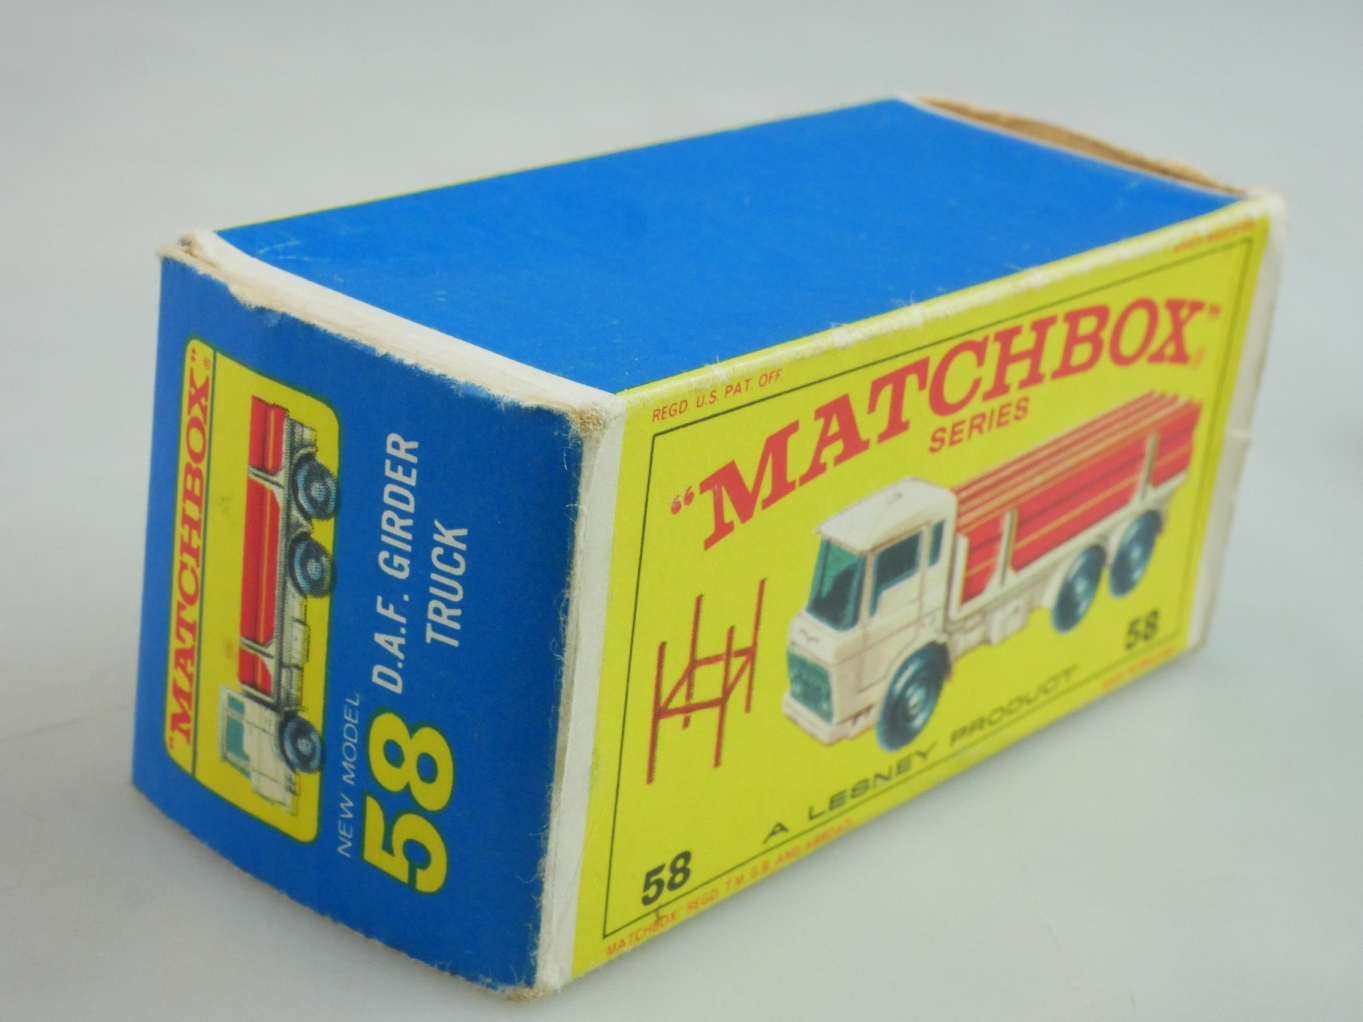 "MATCHBOX"®
NEW MODEL
58 D.A.F. GIRDER
TRUCK
REGD. U.S. PAT. OFF.
"MATCHBOX"®
SERIES
58
A LESNEY PRODUCT
58
"MATCHBOX" REGD. T.M. G.B. AND ABROAD